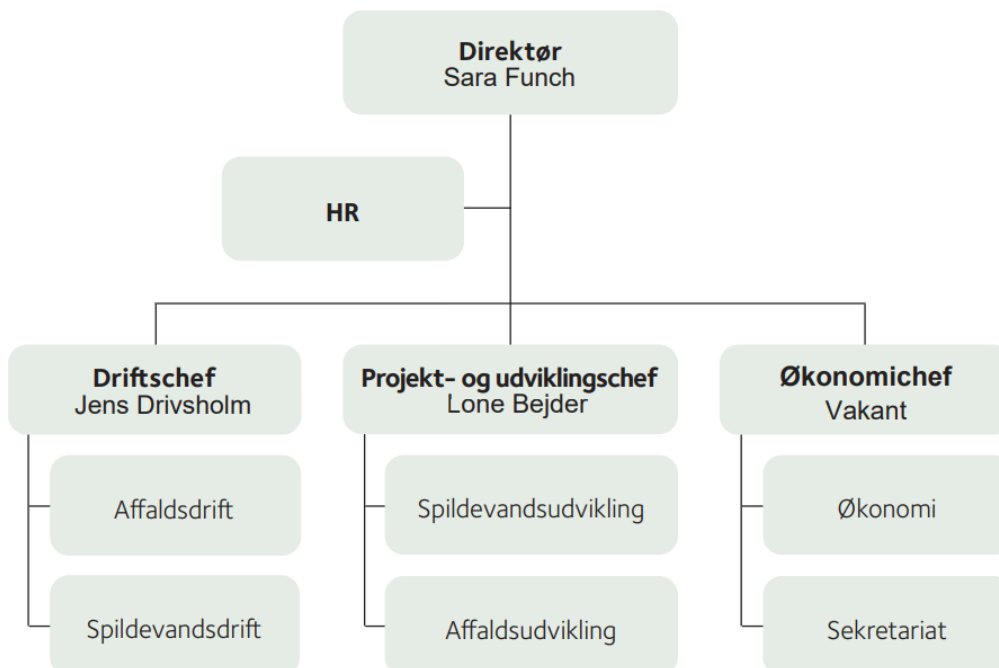 Direktør
Sara Funch
HR
Driftschef
Jens Drivsholm
Projekt- og udviklingschef
Lone Bejder
Økonomichef
Vakant
Affaldsdrift
Spildevandsudvikling
Økonomi
Spildevandsdrift
Affaldsudvikling
Sekretariat